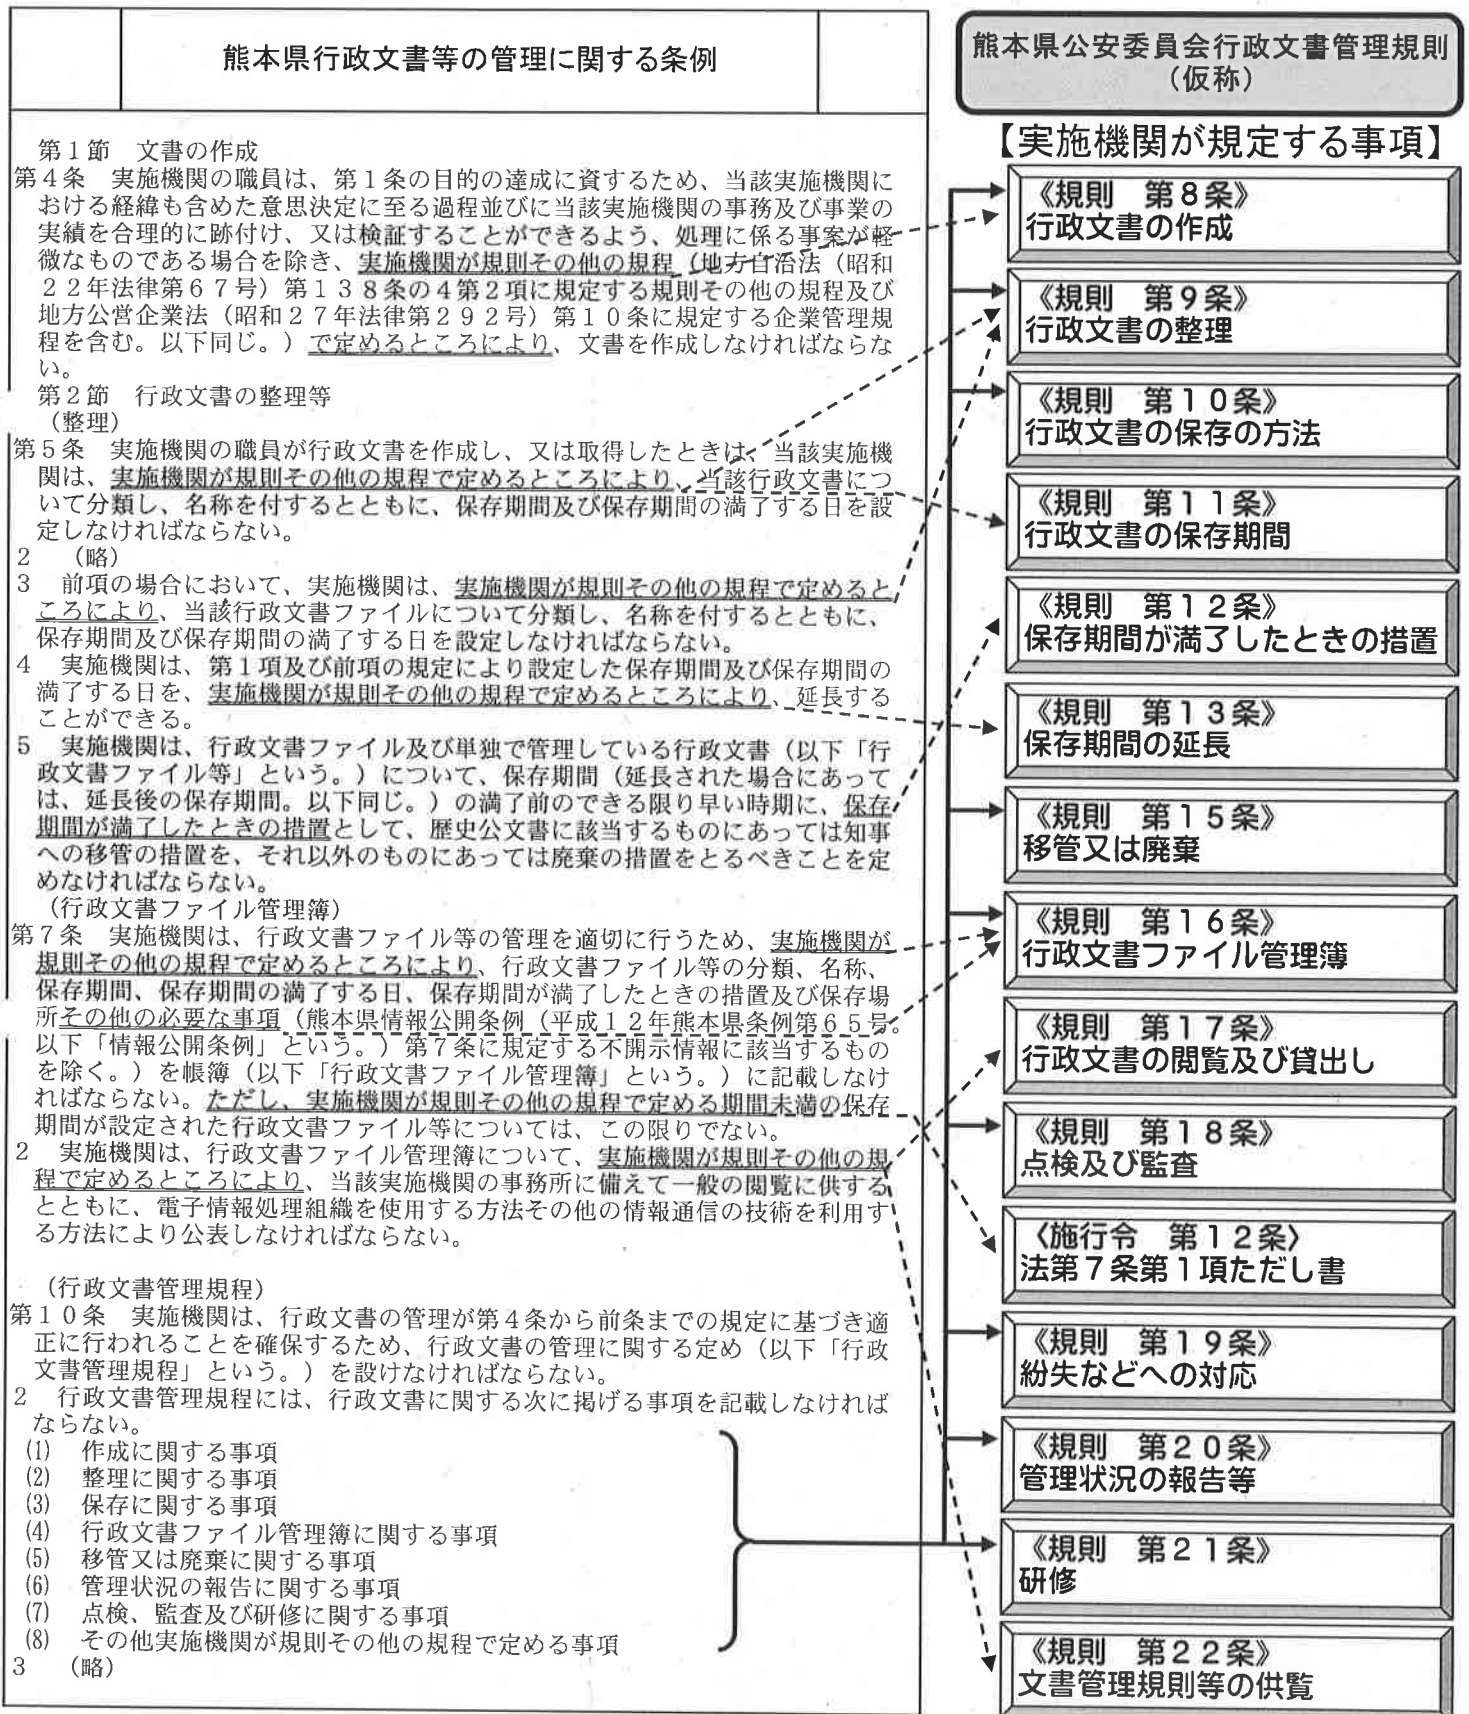 熊本県行政文書等の管理に関する条例
第1節　文書の作成
第4条　実施機関の職員は、第1条の目的の達成に資するため、当該実施機関に
おける経緯も含めた意思決定に至る過程並びに当該実施機関の事務及び事業の
実績を合理的に跡付け、又は検証することができるよう、処理に係る事案が軽
微なものである場合を除き、実施機関が規則その他の規程（地方自治法（昭和
22年法律第67号）第138条の4第2項に規定する規則その他の規程及び
地方公営企業法（昭和27年法律第292号）第10条に規定する企業管理規
程を含む。以下同じ。）で定めるところにより、文書を作成しなければならな
い。
第2節　行政文書の整理等
（整理）
第5条　実施機関の職員が行政文書を作成し、又は取得したときは、当該実施機
関は、実施機関が規則その他の規程で定めるところにより、当該行政文書につ
いて分類し、名称を付するとともに、保存期間及び保存期間の満了する日を設
定しなければならない。
2　（略）
3　前項の場合において、実施機関は、実施機関が規則その他の規程で定めると
ころにより、当該行政文書ファイルについて分類し、名称を付するとともに、
保存期間及び保存期間の満了する日を設定しなければならない。
4　実施機関は、第1項及び前項の規定により設定した保存期間及び保存期間の
満了する日を、実施機関が規則その他の規程で定めるところにより、延長する
ことができる。
5　実施機関は、行政文書ファイル及び単独で管理している行政文書（以下「行
政文書ファイル等」という。）について、保存期間（延長された場合にあって
は、延長後の保存期間。以下同じ。）の満了前のできる限り早い時期に、保存
期間が満了したときの措置として、歴史公文書に該当するものにあっては知事
への移管の措置を、それ以外のものにあっては廃棄の措置をとるべきことを定
めなければならない。
（行政文書ファイル管理簿）
第7条　実施機関は、行政文書ファイル等の管理を適切に行うため、実施機関が
規則その他の規程で定めるところにより、行政文書ファイル等の分類、名称、
保存期間、保存期間の満了する日、保存期間が満了したときの措置及び保存場
所その他の必要な事項（熊本県情報公開条例（平成12年熊本県条例第65号。
以下「情報公開条例」という。）第7条に規定する不開示情報に該当するもの
を除く。）を帳簿（以下「行政文書ファイル管理簿」という。）に記載しなけ
ればならない。ただし、実施機関が規則その他の規程で定める期間未満の保存
期間が設定された行政文書ファイル等については、この限りでない。
2　実施機関は、行政文書ファイル管理簿について、実施機関が規則その他の規
程で定めるところにより、当該実施機関の事務所に備えて一般の閲覧に供する
とともに、電子情報処理組織を使用する方法その他の情報通信の技術を利用す
る方法により公表しなければならない。
（行政文書管理規程）
第10条　実施機関は、行政文書の管理が第4条から前条までの規定に基づき適
正に行われることを確保するため、行政文書の管理に関する定め（以下「行政
文書管理規程」という。）を設けなければならない。
2　行政文書管理規程には、行政文書に関する次に掲げる事項を記載しなければ
ならない。
(1)　作成に関する事項
(2)　整理に関する事項
(3)　保存に関する事項
(4)　行政文書ファイル管理簿に関する事項
(5)　移管又は廃棄に関する事項
(6)　管理状況の報告に関する事項
(7)　点検、監査及び研修に関する事項
(8)　その他実施機関が規則その他の規程で定める事項
3　（略）
熊本県公安委員会行政文書管理規則
（仮称）
【実施機関が規定する事項】
《規則　第8条》
行政文書の作成
《規則　第9条》
行政文書の整理
《規則　第10条》
行政文書の保存の方法
《規則　第11条》
行政文書の保存期間
《規則　第12条》
保存期間が満了したときの措置
《規則　第13条》
保存期間の延長
《規則　第15条》
移管又は廃棄
《規則　第16条》
行政文書ファイル管理簿
《規則　第17条》
行政文書の閲覧及び貸出し
《規則　第18条》
点検及び監査
〈施行令　第12条〉
法第7条第1項ただし書
《規則　第19条》
紛失などへの対応
《規則　第20条》
管理状況の報告等
《規則　第21条》
研修
《規則　第22条》
文書管理規則等の供覧